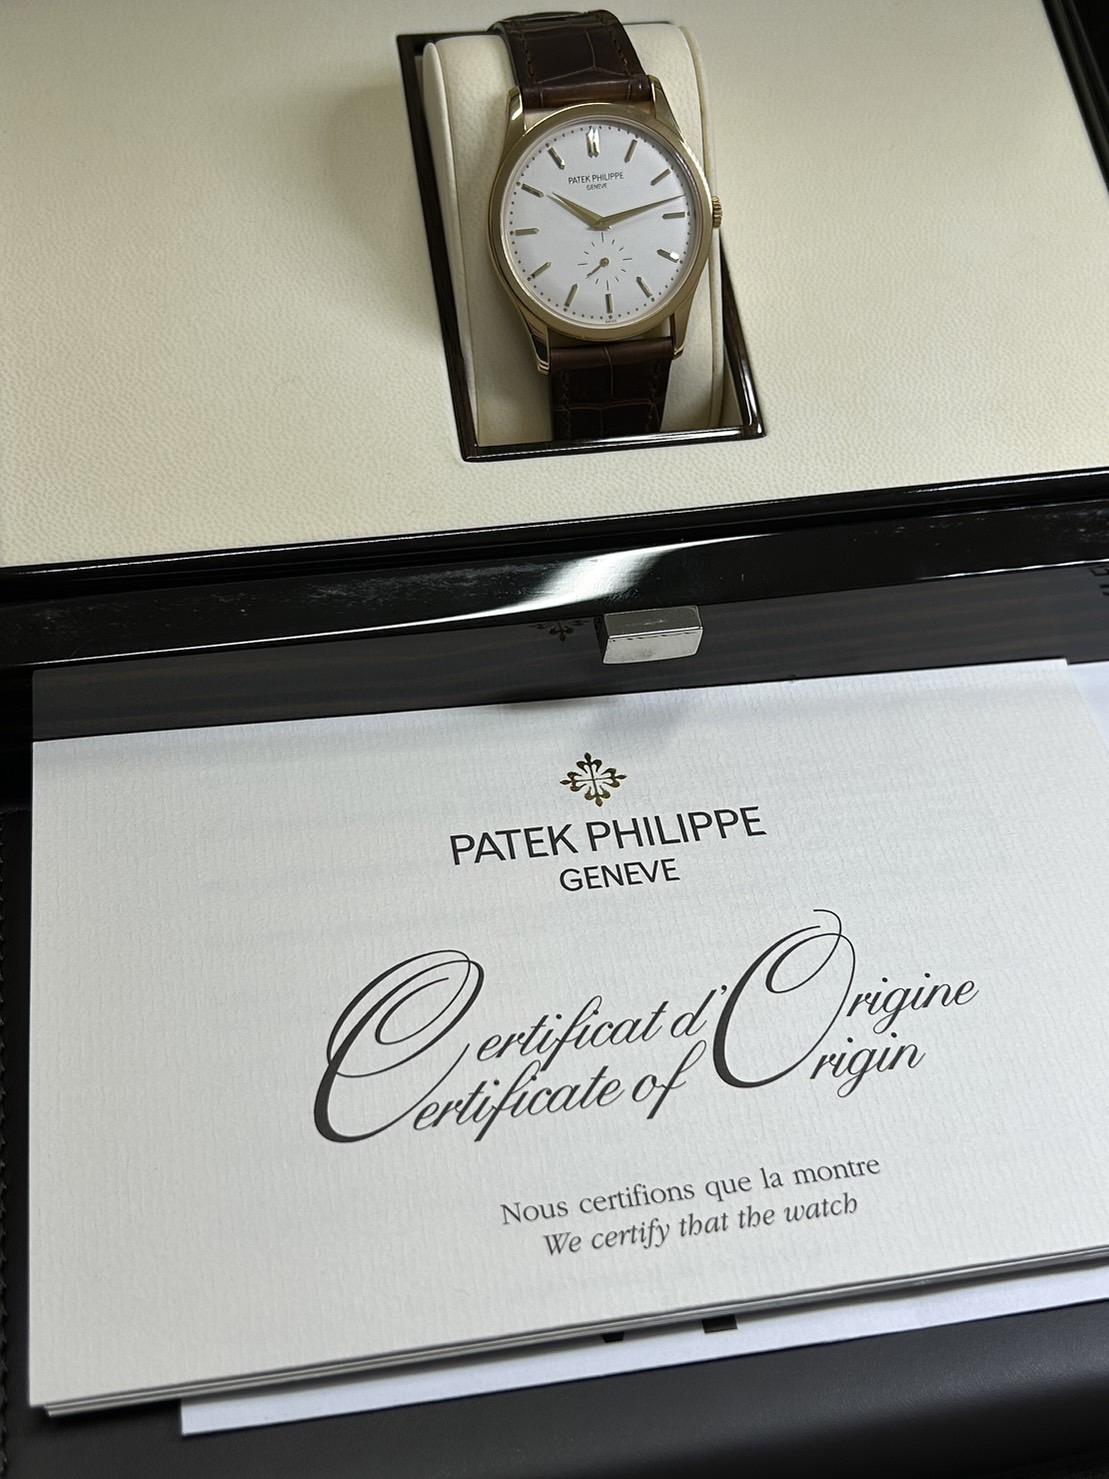 PATEK PHILIPPE
GENEVE
PATEK PHILIPPE
GENEVE
Certificat d'Origine
Certificate of Origin
Nous certifions que la montre
We certify that the watch